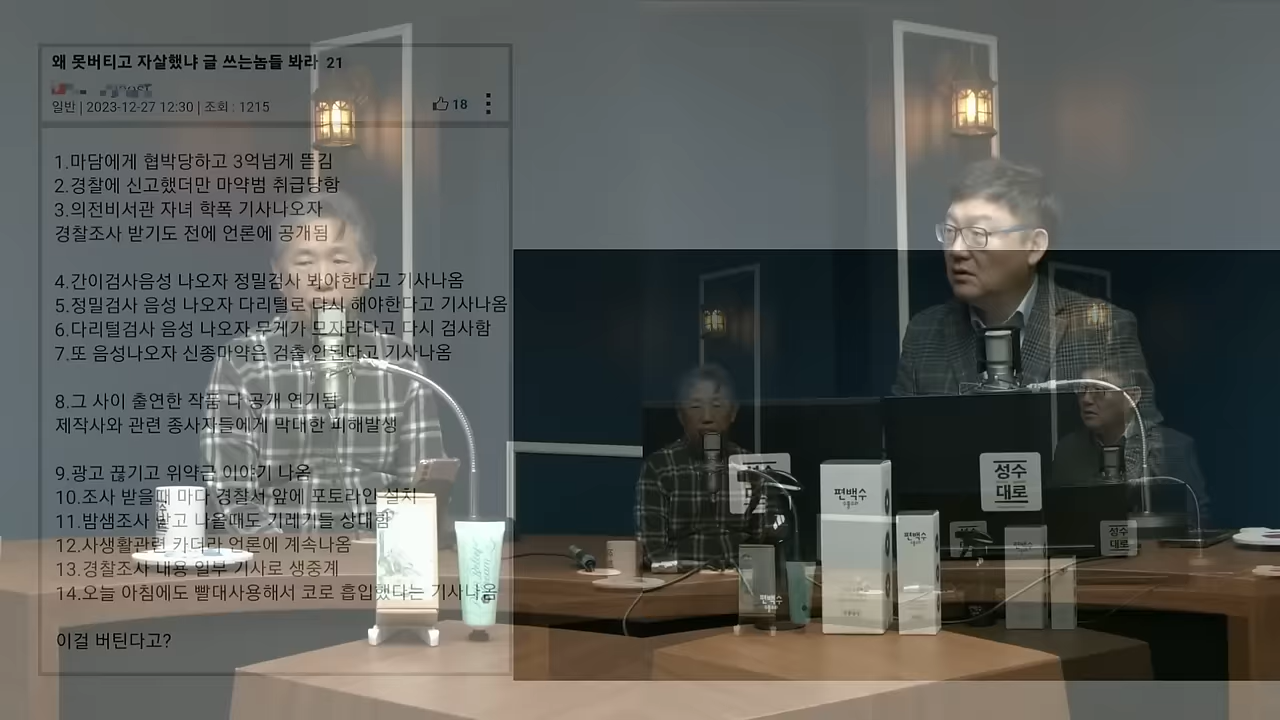 왜 못버티고 자살했냐 글 쓰는놈들 봐라 21
일반 | 2023-12-27 12:30 | 조회 : 1215
18
1.마담에게 협박당하고 3억넘게 뜯김
2.경찰에 신고했더만 마약범 취급당함
3.의전비서관 자녀 학폭 기사나오자
경찰조사 받기도 전에 언론에 공개됨
4.간이검사음성 나오자 정밀검사 봐야한다고 기사나옴
5.정밀검사 음성 나오자 다리털로 다시 해야한다고 기사나옴
6.다리털검사 음성 나오자 무게가 모자라다고 다시 검사함
7.또 음성나오자 신종마약은 검출 안된다고 기사나옴
8.그 사이 출연한 작품 다 공개 연기됨
제작사와 관련 종사자들에게 막대한 피해발생
9.광고 끊기고 위약금 이야기 나옴
10.조사 받을때 마다 경찰서 앞에 포토라인 설치
11.밤샘조사 받고 나올때도 기레기들 상대함
12.사생활관련 카더라 언론에 계속나옴
13.경찰조사 내용 일부 기사로 생중계
14.오늘 아침에도 빨대사용해서 코로 흡입했다는 기사나옴
이걸 버틴다고?
성수
대로
편백수
편백수
편백수
성수
대로